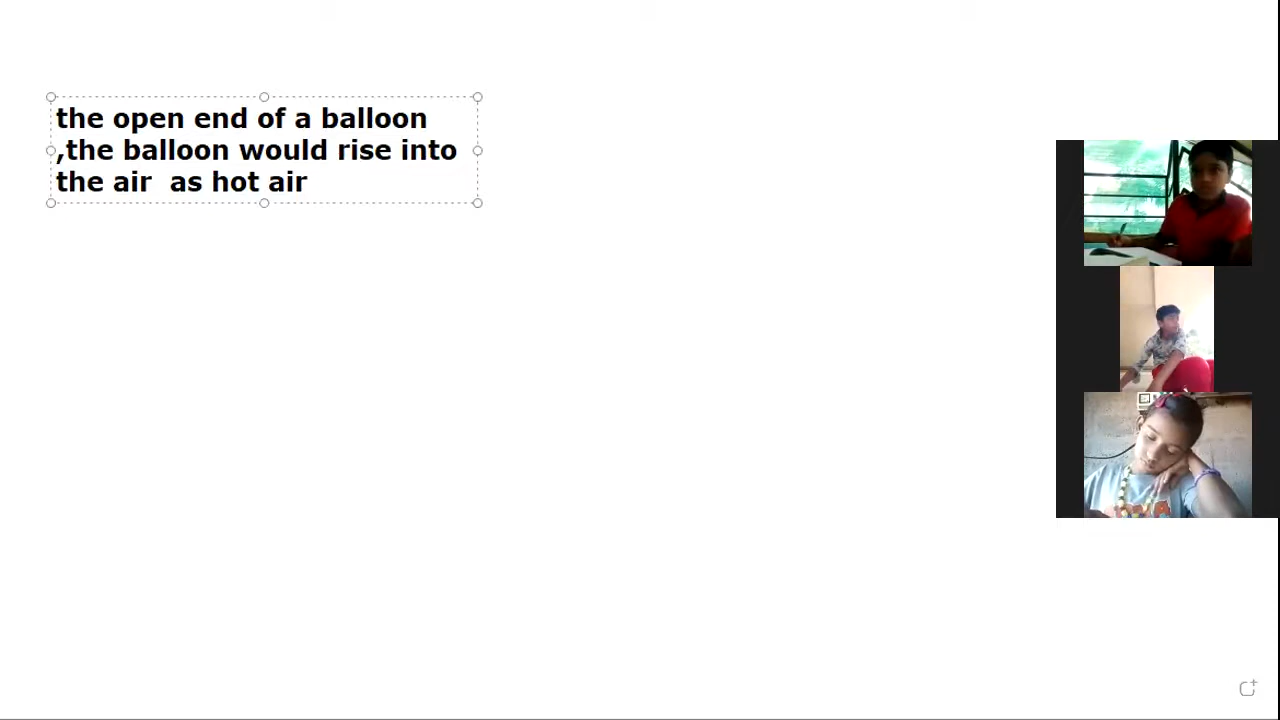 the open end of a balloon
,the balloon would rise into
the air  as hot air